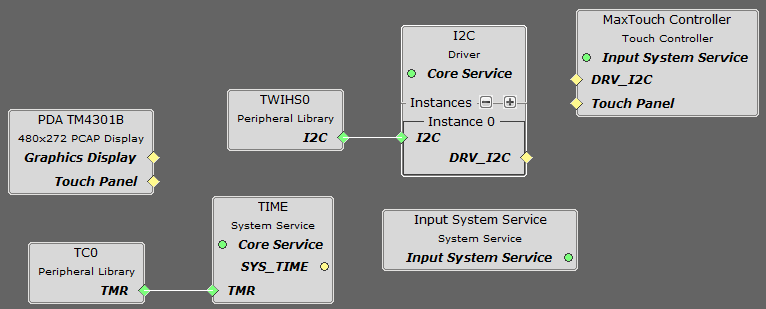 MaxTouch Controller
Touch Controller
Input System Service
DRV_I2C
Touch Panel
I2C
Driver
Core Service
Instances
Instance 0
I2C
DRV_I2C
TWIHS0
Peripheral Library
I2C
PDA TM4301B
480x272 PCAP Display
Graphics Display
Touch Panel
TIME
System Service
Core Service
SYS_TIME
TMR
Input System Service
System Service
Input System Service
TC0
Peripheral Library
TMR